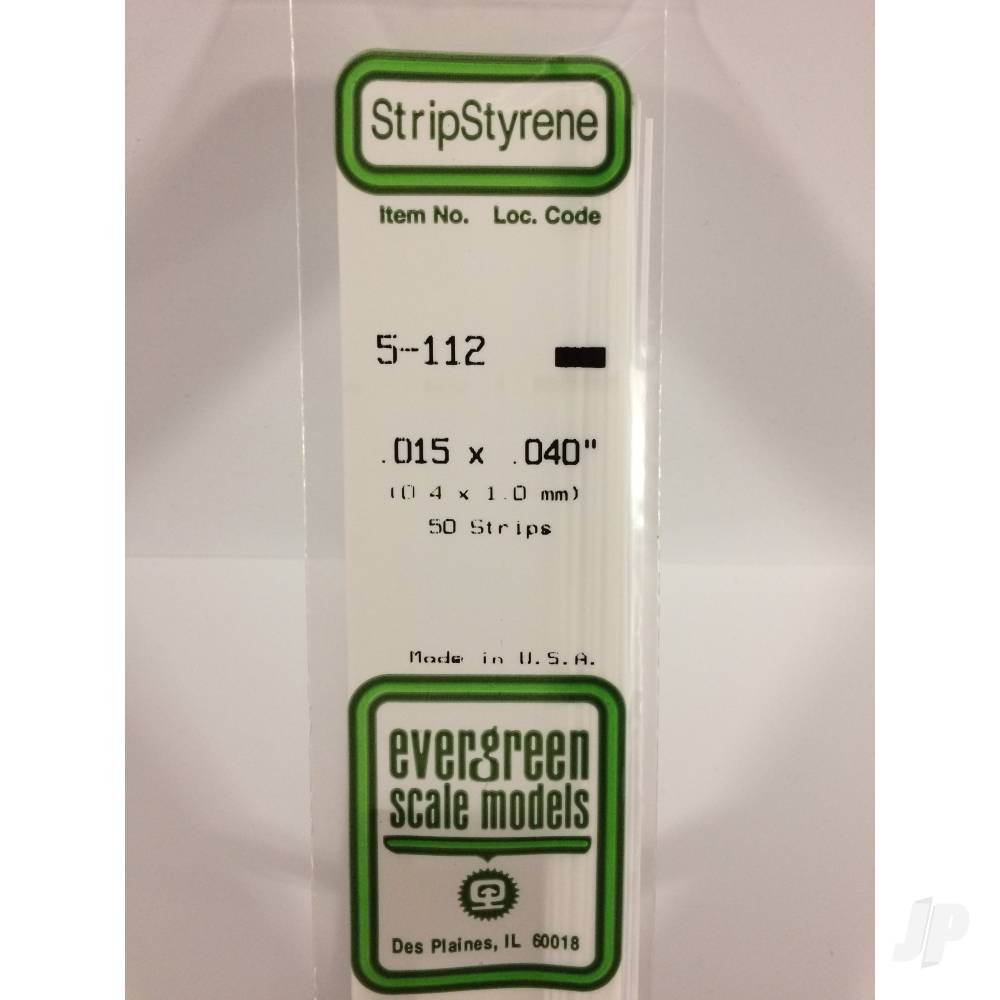 StripStyrene
Item No. Loc. Code
5-112
.015 x .040"
(0.4 x 1.0 mm)
50 Strips
Made in U.S.A.
evergreen
scale models
Des Plaines, IL 60018
JP